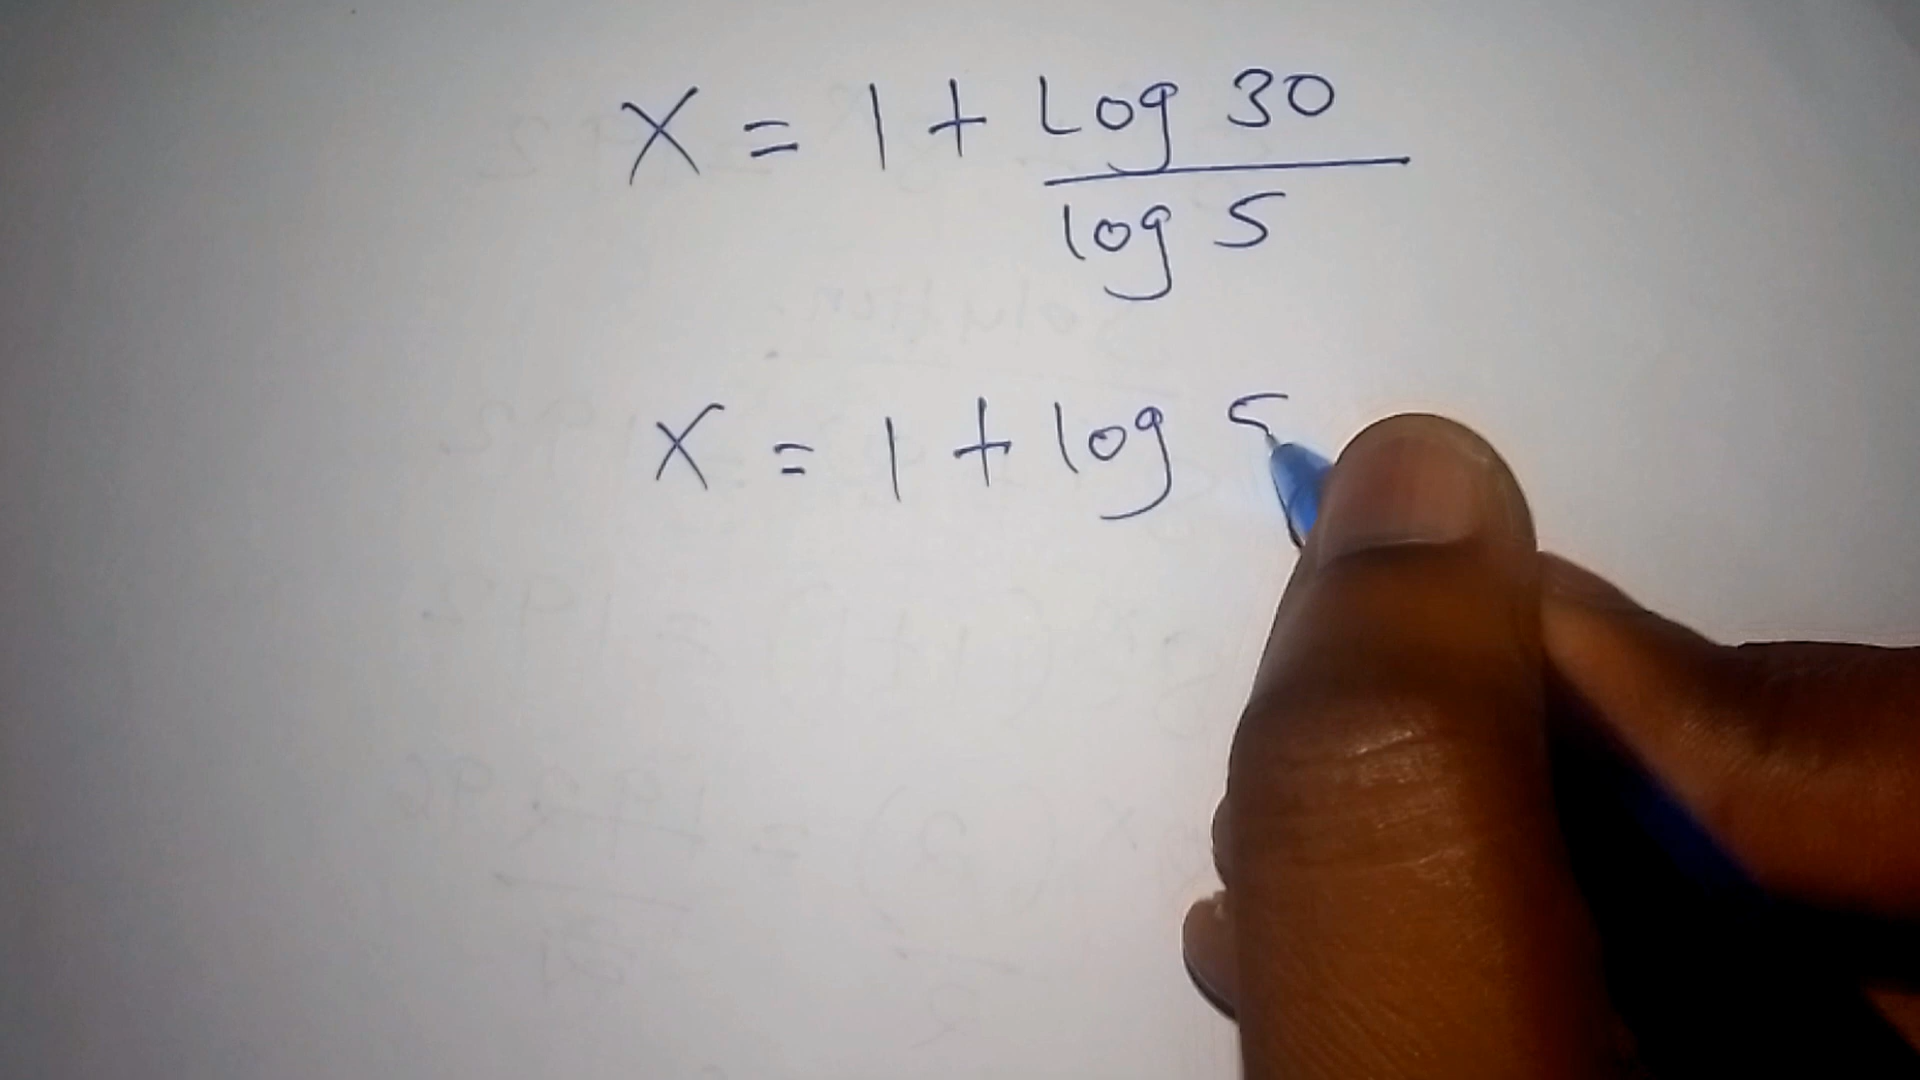 X = 1 + Log 30
log 5
X = 1 + log 5